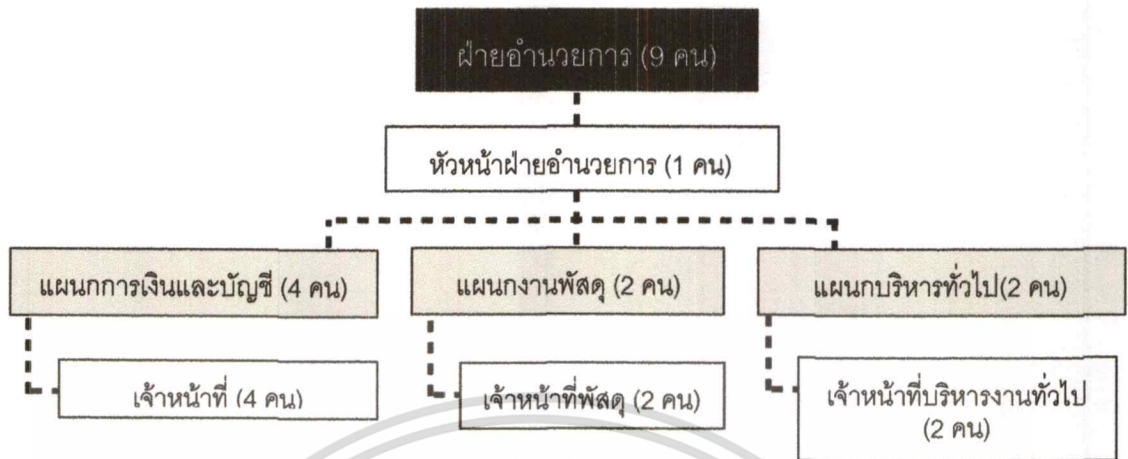 ฝ่ายอำนวยการ (9 คน)
หัวหน้าฝ่ายอำนวยการ (1 คน)
แผนกการเงินและบัญชี (4 คน)
แผนกงานพัสดุ (2 คน)
แผนกบริหารทั่วไป(2 คน)
เจ้าหน้าที่ (4 คน)
เจ้าหน้าที่พัสดุ (2 คน)
เจ้าหน้าที่บริหารงานทั่วไป
(2 คน)